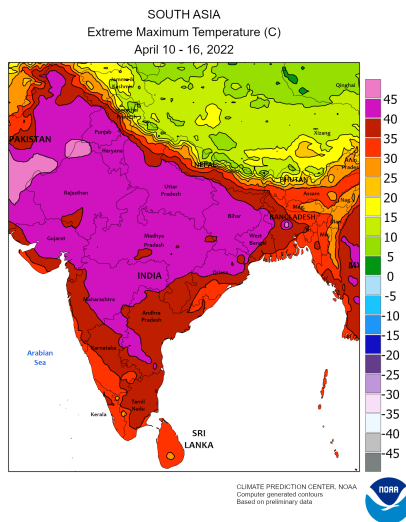 SOUTH ASIA
Extreme Maximum Temperature (C)
April 10 - 16, 2022
Qinghai
PAKISTAN
Punjab
Haryana
Xizang
NEPAL
BHUTAN
Rajasthan
Uttar
Pradesh
Assam
Bihar
BANGLADESH
Gujarat
Madhya
Pradesh
West
Bengal
INDIA
Orissa
Maharashtra
Andhra
Pradesh
Karnataka
Arabian
Sea
Tamil
Nadu
Kerala
SRI
LANKA
45
40
35
30
25
20
15
10
5
0
-5
-10
-15
-20
-25
-30
-35
-40
-45
CLIMATE PREDICTION CENTER, NOAA
Computer generated contours
Based on preliminary data
NOAA